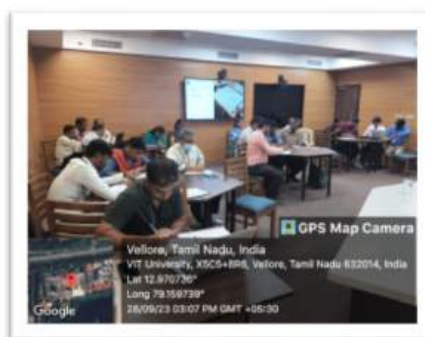 GPS Map Camera
Vellore, Tamil Nadu, India
VIT University, X5C5+8R6, Vellore, Tamil Nadu 632014, India
Lat 12.970736°
Long 79.159739°
28/09/23 03:07 PM GMT +05:30
Google